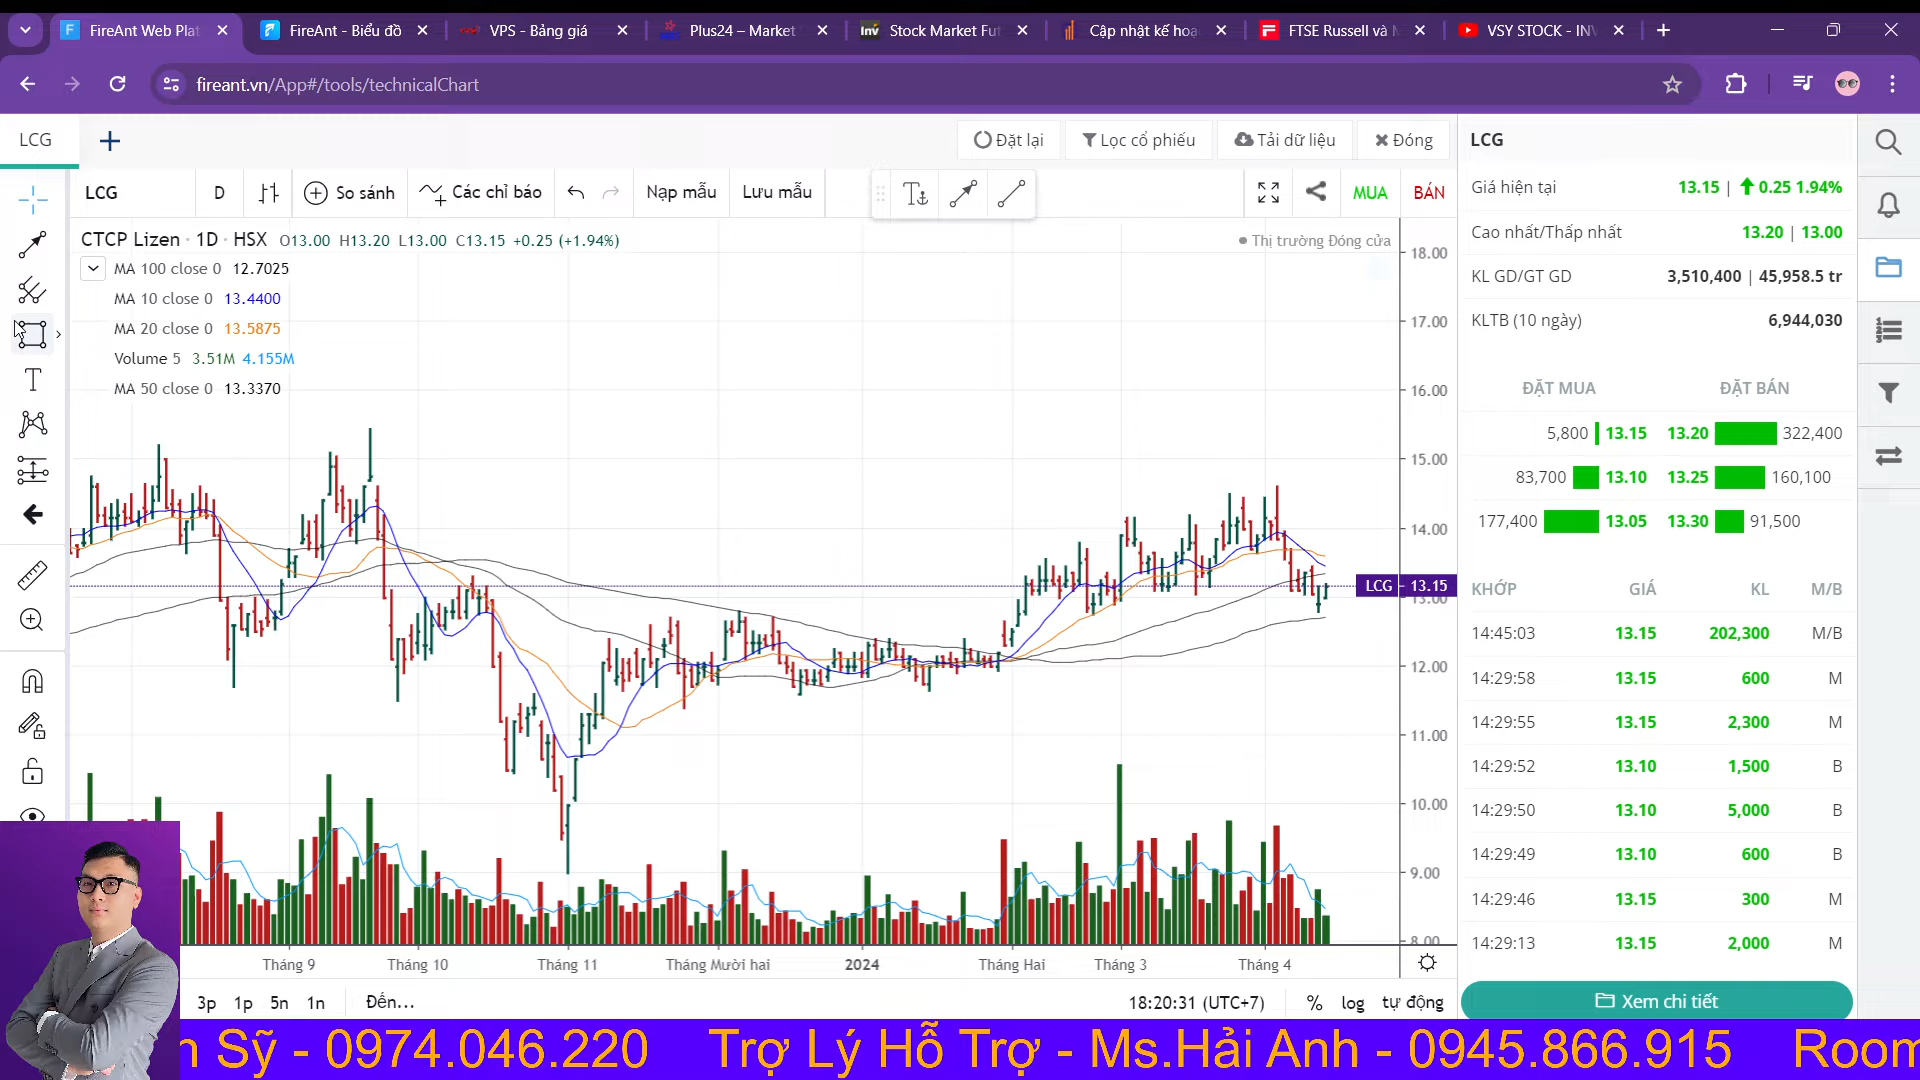 FireAnt Web Plat
FireAnt - Biểu đồ
VPS - Bảng giá
Plus24 – Market
Inv Stock Market Fut
Cập nhật kế hoạ
FTSE Russell và
VSY STOCK - INV
fireant.vn/App#/tools/technicalChart
LCG
Đặt lại
Lọc cổ phiếu
Tải dữ liệu
Đóng
LCG
LCG
D
So sánh
Các chỉ báo
Nạp mẫu
Lưu mẫu
MUA
BÁN
CTCP Lizen · 1D · HSX O13.00 H13.20 L13.00 C13.15 +0.25 (+1.94%)
Thị trường Đóng cửa
MA 100 close 0 12.7025
MA 10 close 0 13.4400
MA 20 close 0 13.5875
Volume 5 3.51M 4.155M
MA 50 close 0 13.3370
18.00
17.00
16.00
15.00
14.00
LCG 13.15
13.00
12.00
11.00
10.00
9.00
8.00
Tháng 9
Tháng 10
Tháng 11
Tháng Mười hai
2024
Tháng Hai
Tháng 3
Tháng 4
3p 1p 5n 1n
Đến...
18:20:31 (UTC+7)
% log tự động
Giá hiện tại 13.15 | 0.25 1.94%
Cao nhất/Thấp nhất 13.20 | 13.00
KL GD/GT GD 3,510,400 | 45,958.5 tr
KLTB (10 ngày) 6,944,030
ĐẶT MUA ĐẶT BÁN
5,800 13.15 13.20 322,400
83,700 13.10 13.25 160,100
177,400 13.05 13.30 91,500
KHỚP GIÁ KL M/B
14:45:03 13.15 202,300 M/B
14:29:58 13.15 600 M
14:29:55 13.15 2,300 M
14:29:52 13.10 1,500 B
14:29:50 13.10 5,000 B
14:29:49 13.10 600 B
14:29:46 13.15 300 M
14:29:13 13.15 2,000 M
Xem chi tiết
n Sỹ - 0974.046.220 Trợ Lý Hỗ Trợ - Ms.Hải Anh - 0945.866.915 Room